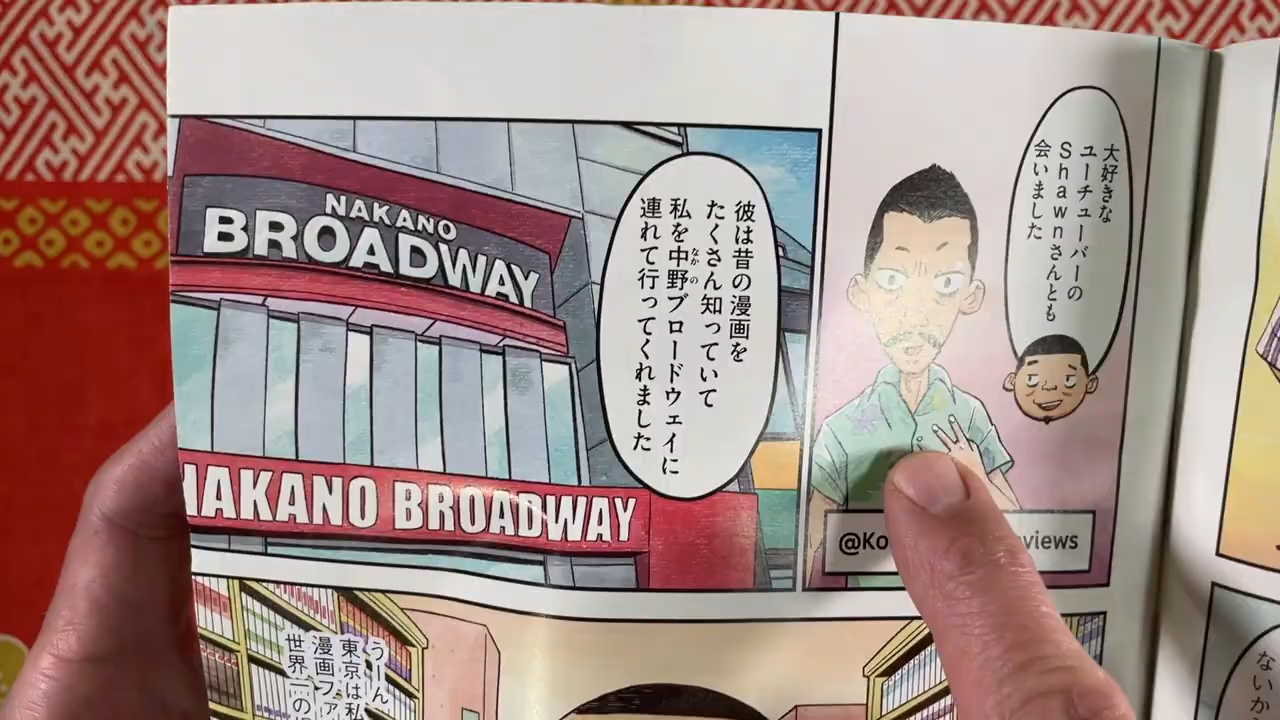 大好きな
ユーチューバーの
Shawnさんとも
会いました
@Ko
views
NAKANO
BROADWAY
彼は昔の漫画を
たくさん知っていて
私を中野ブロードウェイに
なかの
連れて行ってくれました
NAKANO BROADWAY
うーん
東京は私
漫画ファ
世界一の
ないか